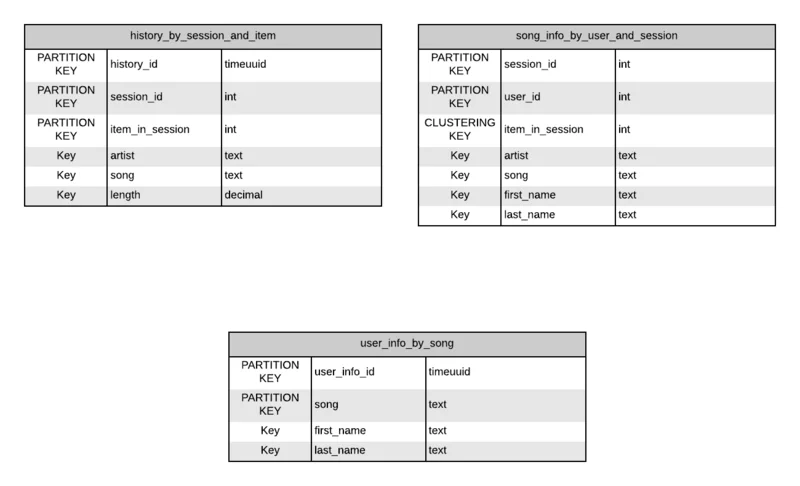 history_by_session_and_item
PARTITION
KEY
history_id
timeuuid
PARTITION
KEY
session_id
int
PARTITION
KEY
item_in_session
int
Key
artist
text
Key
song
text
Key
length
decimal
song_info_by_user_and_session
PARTITION
KEY
session_id
int
PARTITION
KEY
user_id
int
CLUSTERING
KEY
item_in_session
int
Key
artist
text
Key
song
text
Key
first_name
text
Key
last_name
text
user_info_by_song
PARTITION
KEY
user_info_id
timeuuid
PARTITION
KEY
song
text
Key
first_name
text
Key
last_name
text